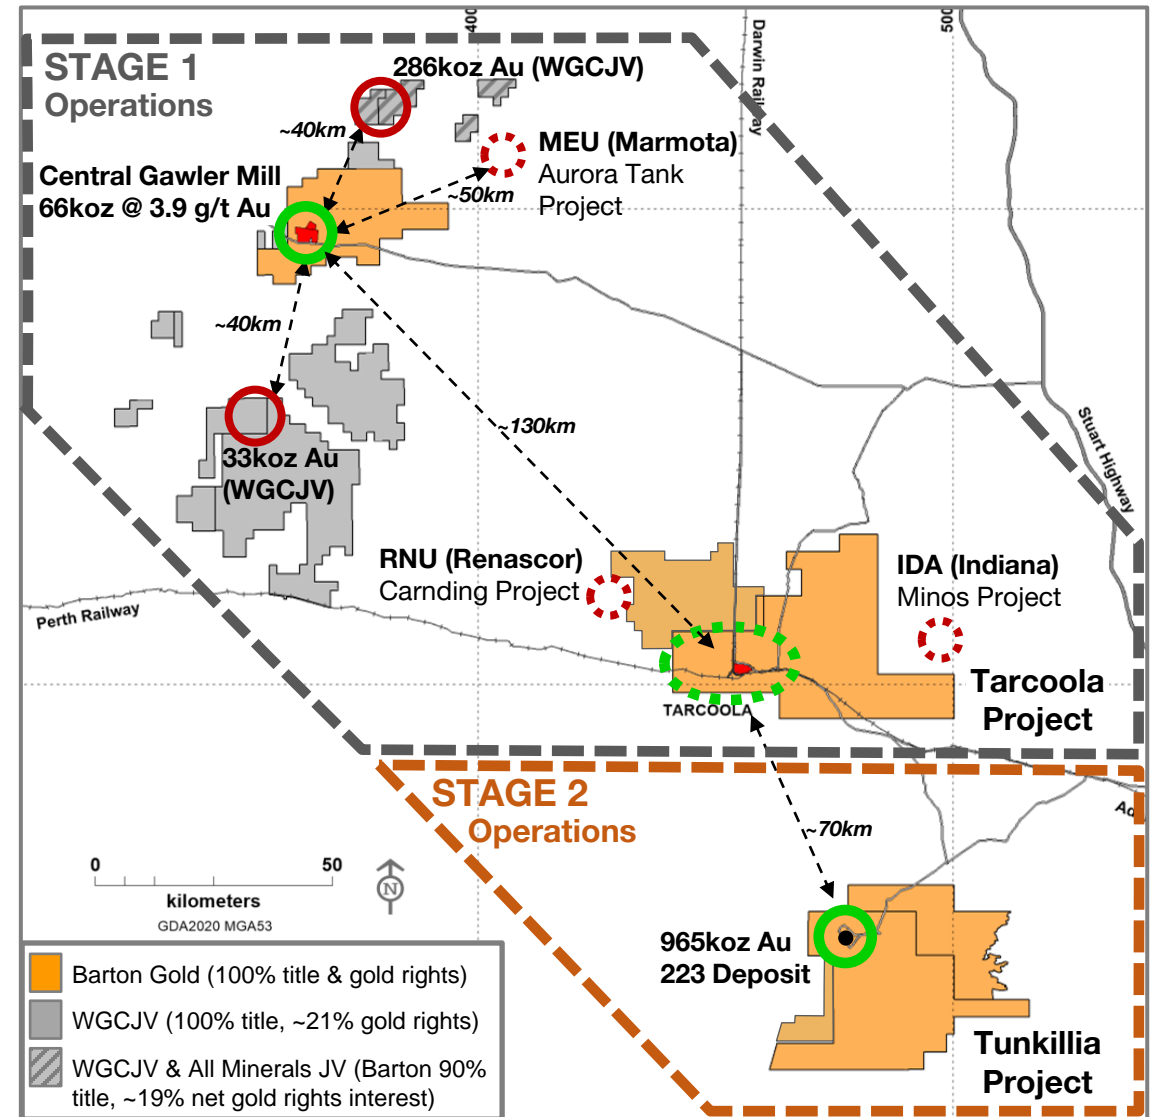 400
500
STAGE 1
Operations
286koz Au (WGCJV)
Darwin Railway
~40km
MEU (Marmota)
Aurora Tank
Project
Central Gawler Mill
66koz @ 3.9 g/t Au
~50km
~40km
~130km
Stuart Highway
33koz Au
(WGCJV)
RNU (Renascor)
Carnding Project
IDA (Indiana)
Minos Project
Perth Railway
Tarcoola
Project
TARCOOLA
STAGE 2
Operations
Ad
~70km
0 50
kilometers
GDA2020 MGA53
N
965koz Au
223 Deposit
Tunkillia
Project
Barton Gold (100% title & gold rights)
WGCJV (100% title, ~21% gold rights)
WGCJV & All Minerals JV (Barton 90%
title, ~19% net gold rights interest)